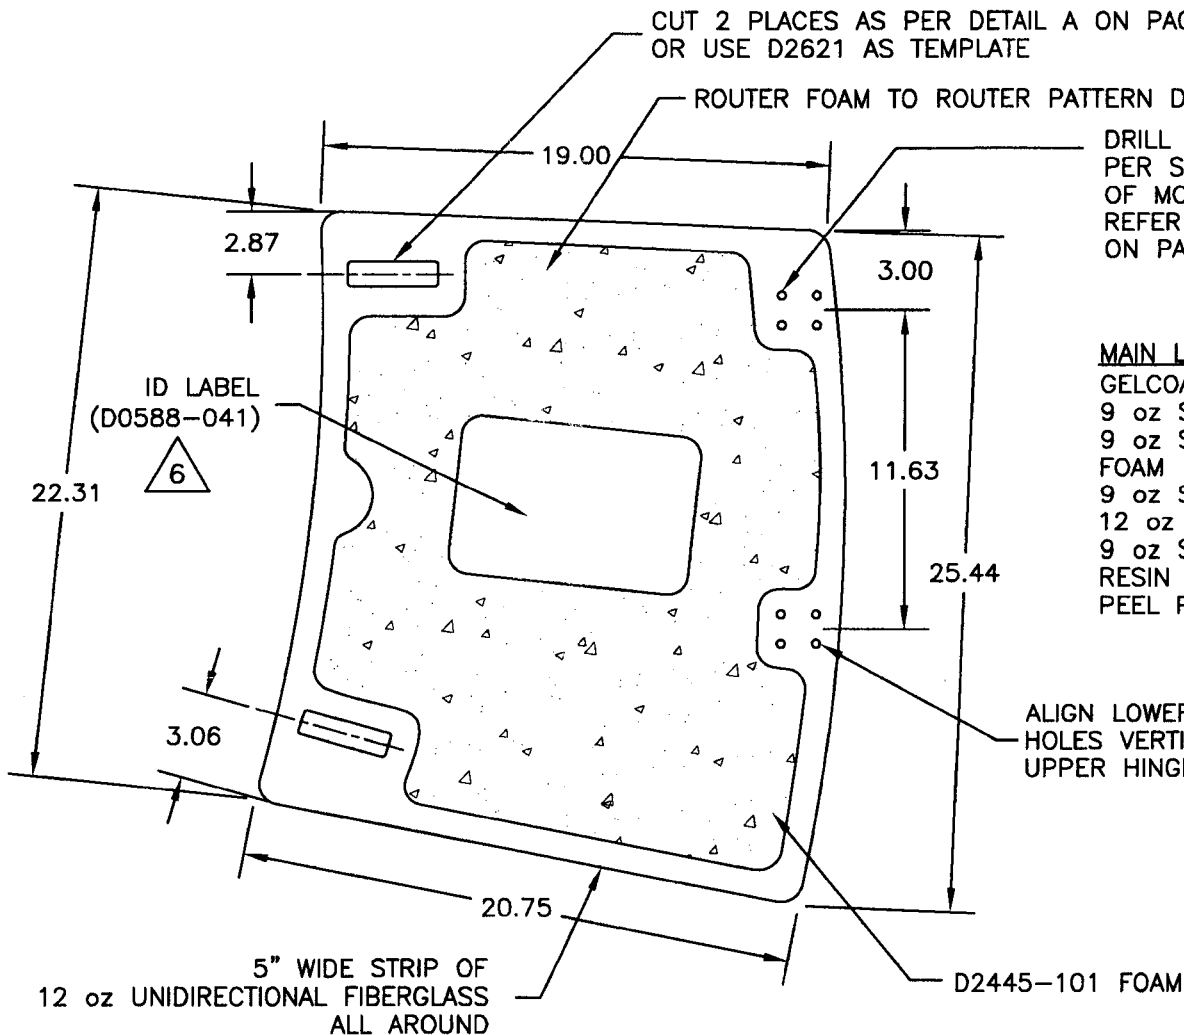 CUT 2 PLACES AS PER DETAIL A ON PAG
OR USE D2621 AS TEMPLATE
ROUTER FOAM TO ROUTER PATTERN D
DRILL
PER S
OF MO
REFER
ON PA
19.00
2.87
3.00
ID LABEL
(D0588-041)
6
22.31
11.63
25.44
MAIN L
GELCOA
9 oz S
9 oz S
FOAM
9 oz S
12 oz
9 oz S
RESIN
PEEL P
3.06
ALIGN LOWER
HOLES VERTI
UPPER HING
20.75
5" WIDE STRIP OF
12 oz UNIDIRECTIONAL FIBERGLASS
ALL AROUND
D2445-101 FOAM